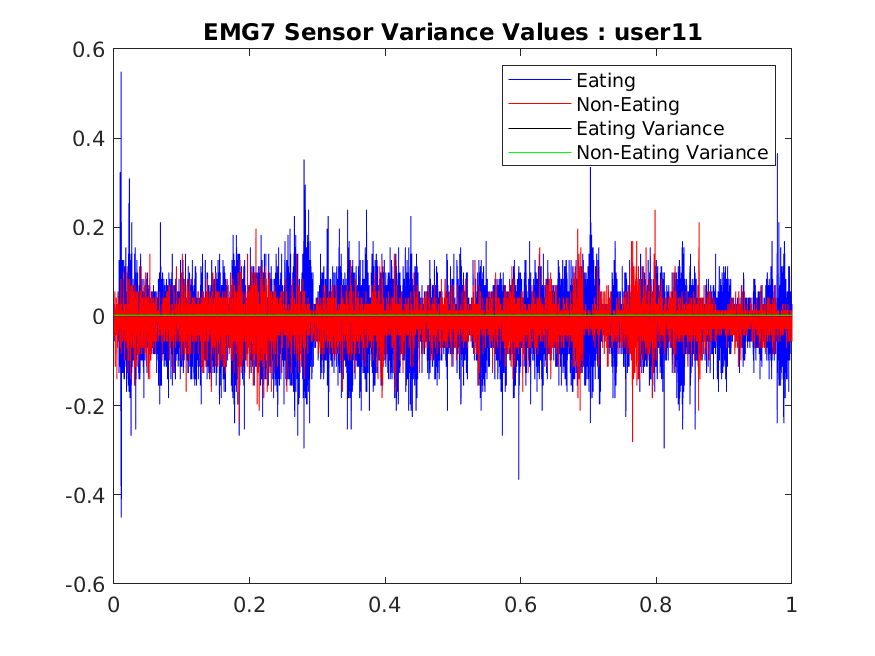 EMG7 Sensor Variance Values : user11
0.6
Eating
Non-Eating
Eating Variance
Non-Eating Variance
0.4
0.2
0
-0.2
-0.4
-0.6
0 0.2 0.4 0.6 0.8 1